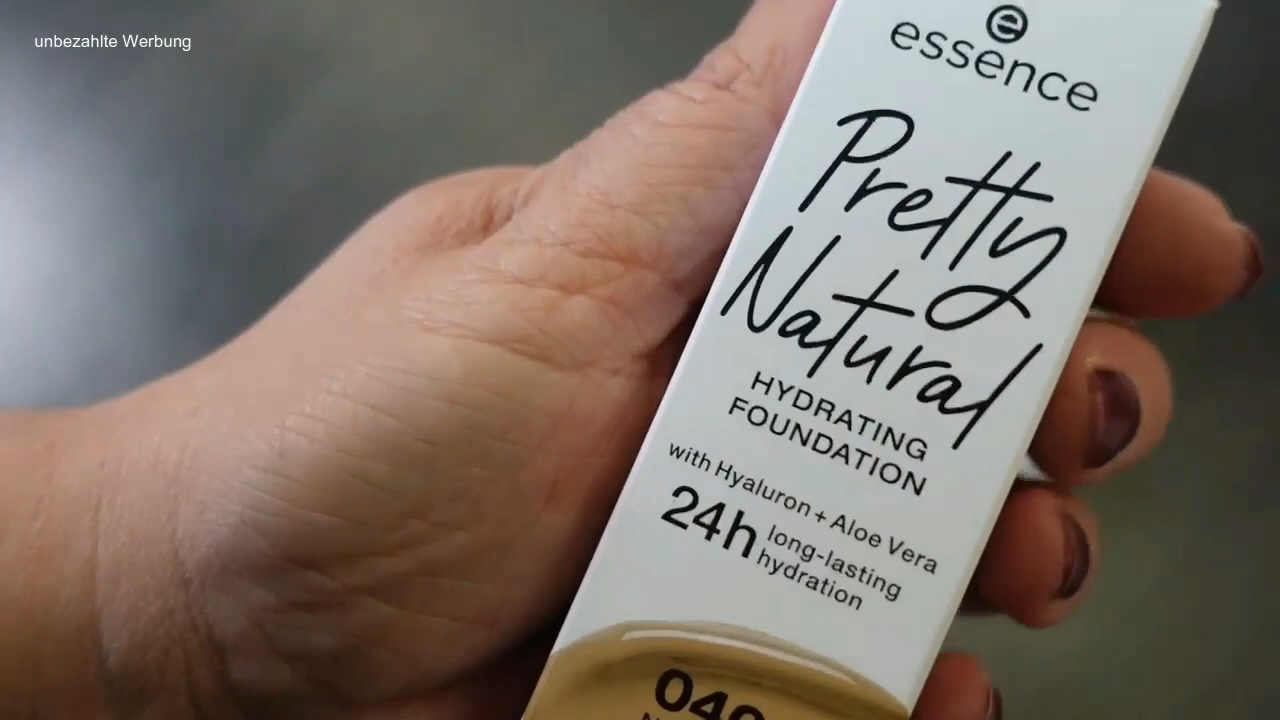 unbezahlte Werbung
e
essence
Pretty
Natural
HYDRATING
FOUNDATION
with Hyaluron + Aloe Vera
24h long-lasting
hydration